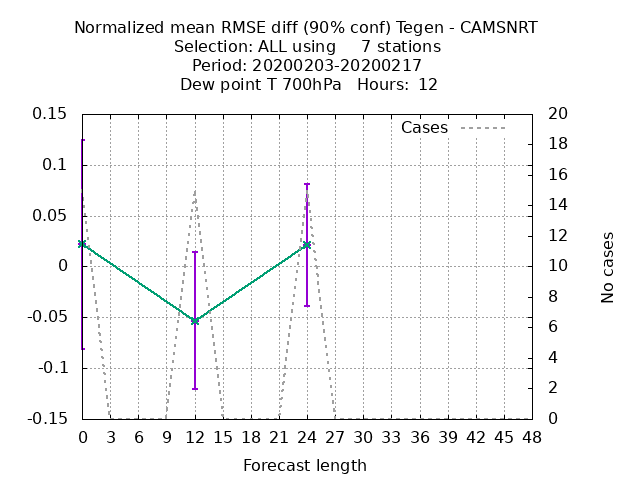 Normalized mean RMSE diff (90% conf) Tegen - CAMSNRT
Selection: ALL using     7 stations
Period: 20200203-20200217
Dew point T 700hPa   Hours:  12
Cases
0.15
0.1
0.05
0
-0.05
-0.1
-0.15
20
18
16
14
12
10
8
6
4
2
0
No cases
0 3 6 9 12 15 18 21 24 27 30 33 36 39 42 45 48
Forecast length